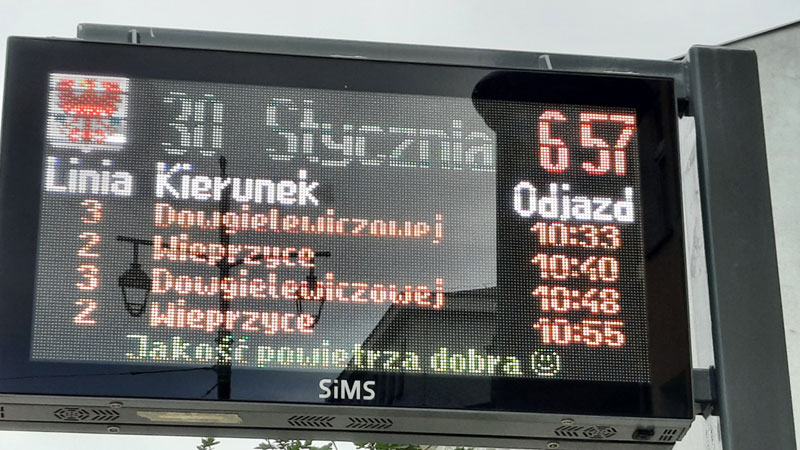 30 Stycznia 6 57
Linia Kierunek Odjazd
3 Dowgielewiczowej 10:33
2 Wieprzyce 10:40
3 Dowgielewiczowej 10:48
2 Wieprzyce 10:55
Jakość powietrza dobra
SiMS